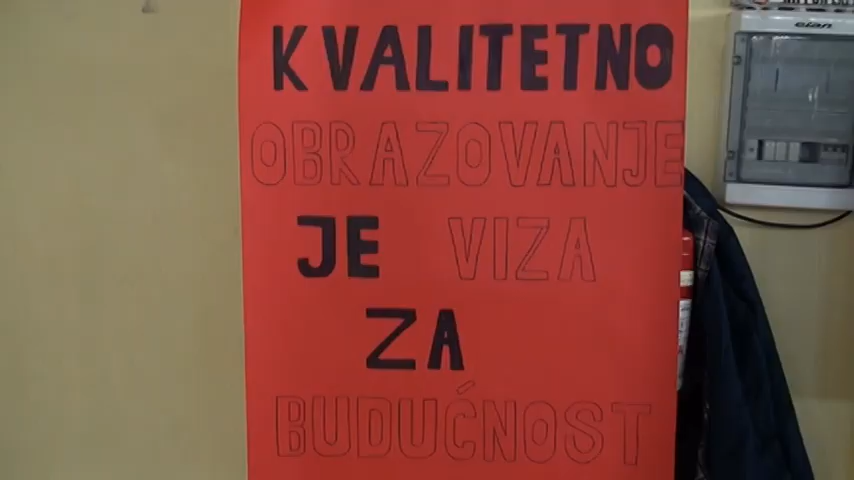 KVALITETNO
OBRAZOVANJE
JE VIZA
ZA
BUDUĆNOST